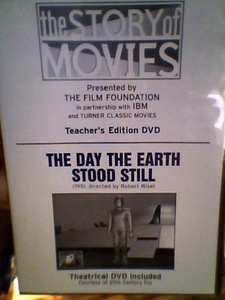 the STORY of
MOVIES
Presented by
THE FILM FOUNDATION
in partnership with IBM
and TURNER CLASSIC MOVIES
Teacher's Edition DVD
THE DAY THE EARTH
STOOD STILL
(1951, directed by Robert Wise)
Theatrical DVD Included
Courtesy of 20th Century Fox